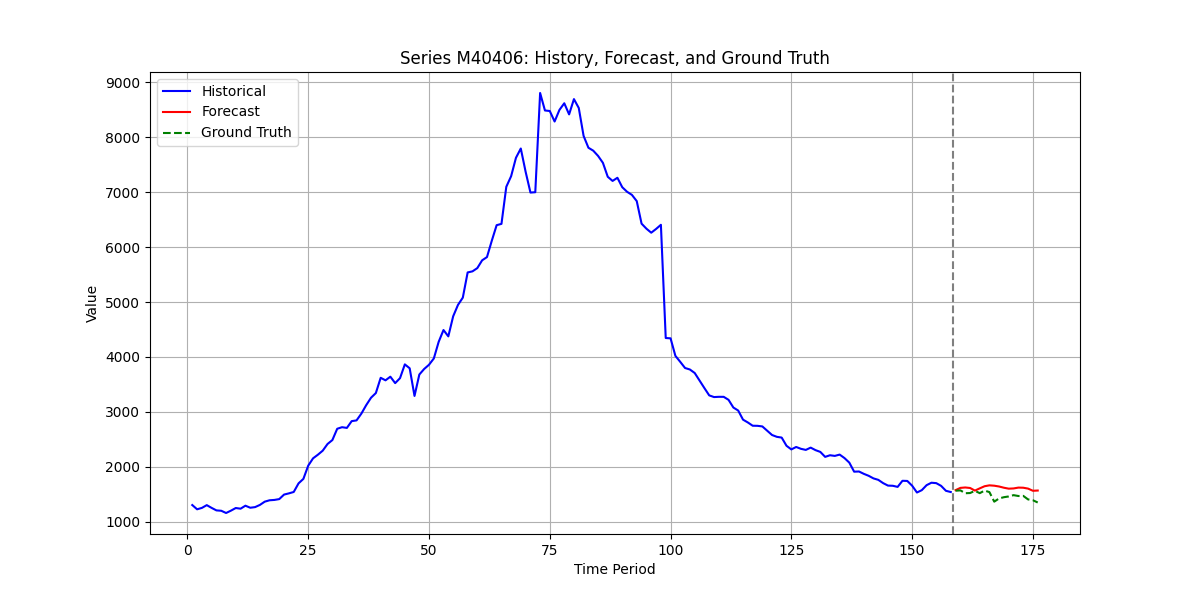 Series M40406: History, Forecast, and Ground Truth
Historical
Forecast
Ground Truth
9000
8000
7000
6000
5000
4000
3000
2000
1000
Value
0 25 50 75 100 125 150 175
Time Period